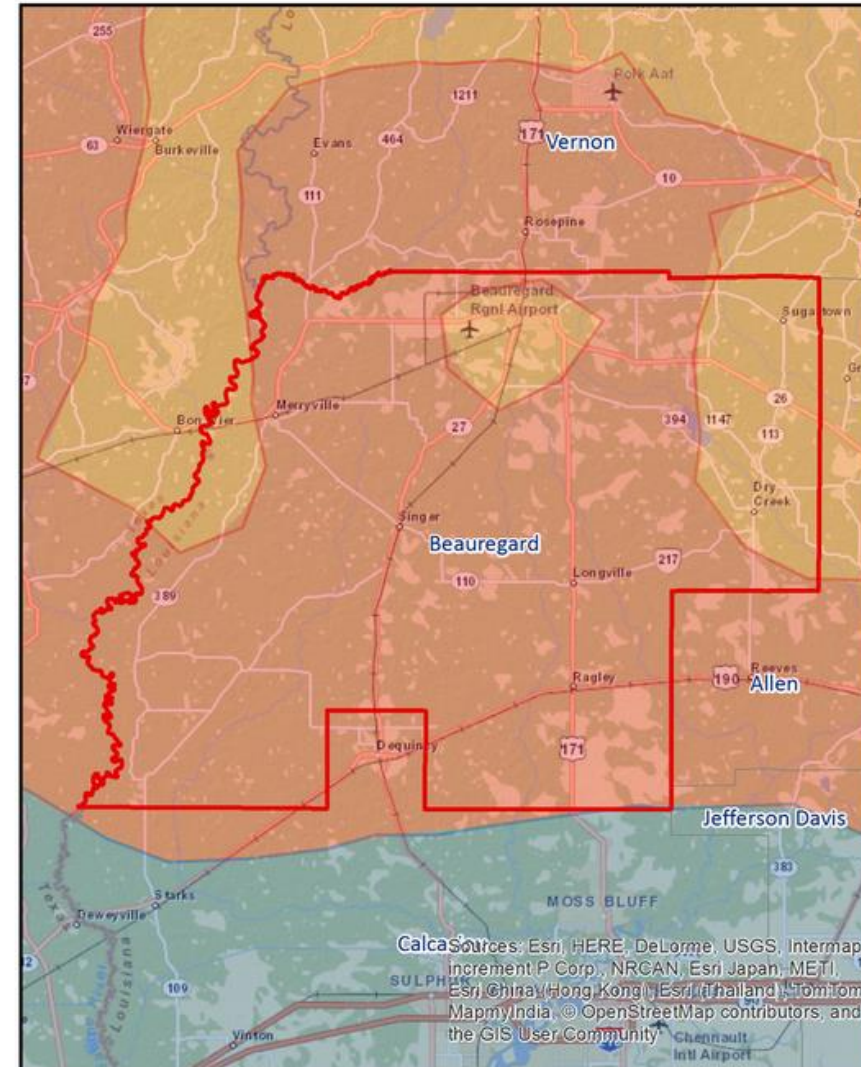 255
Polk Aaf
1211
Wiergate
63
Burkeville
Evans
464
171
Vernon
111
10
Rosepine
Beauregard
Rgnl Airport
Sugartown
Merryville
26
27
394
1147
113
Dry
Creek
Singer
Beauregard
Louisiana
217
110
Longville
389
Ragley
Reeves
190
Allen
Dequincy
171
Jefferson Davis
383
Texas
Starks
MOSS BLUFF
Deweyville
Louisiana
SULPHUR
109
Vinton
Sources: Esri, HERE, DeLorme, USGS, Intermap,
increment P Corp., NRCAN, Esri Japan, METI,
Esri China (Hong Kong), Esri (Thailand), TomTom,
MapmyIndia, © OpenStreetMap contributors, and
the GIS User Community
Chennault
Intl Airport